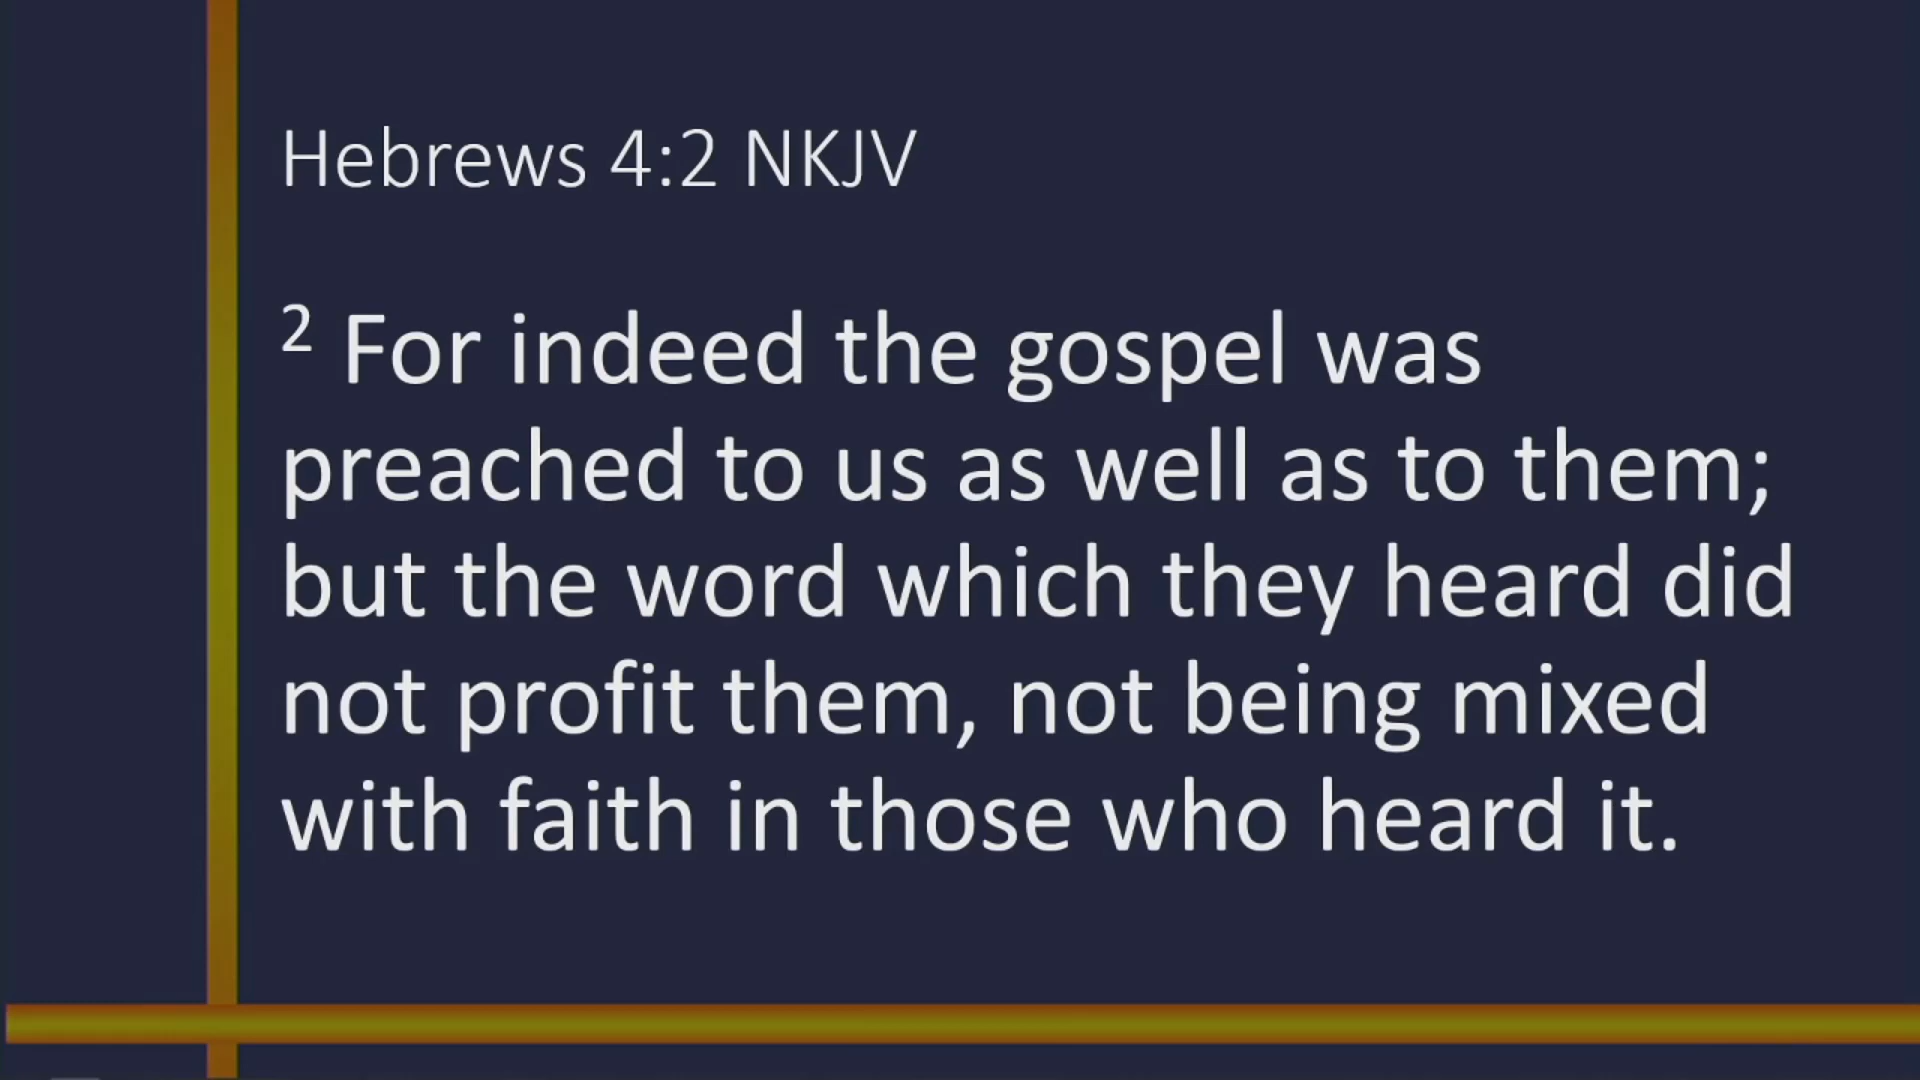 Hebrews 4:2 NKJV
2 For indeed the gospel was
preached to us as well as to them;
but the word which they heard did
not profit them, not being mixed
with faith in those who heard it.